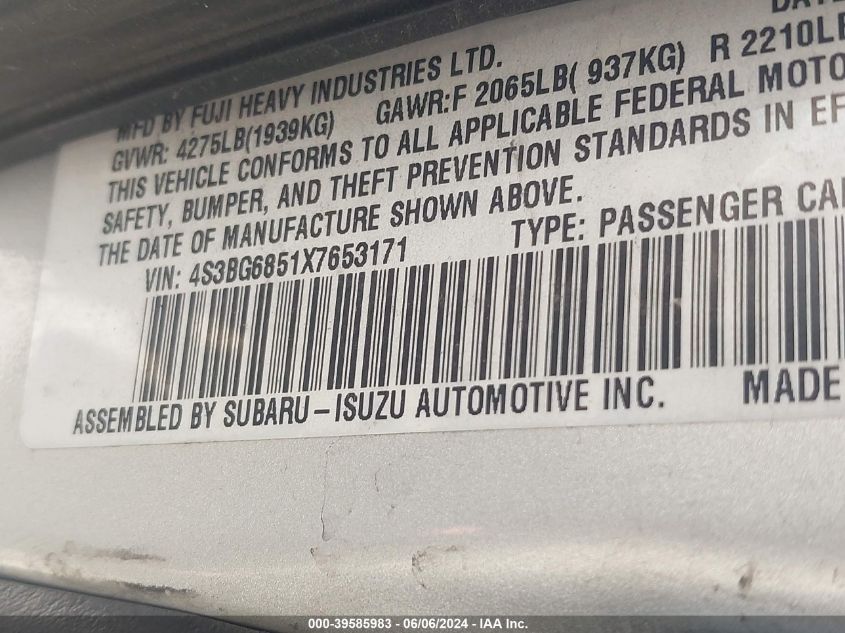 MFD BY FUJI HEAVY INDUSTRIES LTD.
GVWR: 4275LB(1939KG) GAWR:F 2065LB( 937KG) R 2210LB
THIS VEHICLE CONFORMS TO ALL APPLICABLE FEDERAL MOTO
SAFETY, BUMPER, AND THEFT PREVENTION STANDARDS IN EF
THE DATE OF MANUFACTURE SHOWN ABOVE.
VIN: 4S3BG6851X7653171 TYPE: PASSENGER CA
ASSEMBLED BY SUBARU-ISUZU AUTOMOTIVE INC. MADE
000-39585983 - 06/06/2024 - IAA Inc.